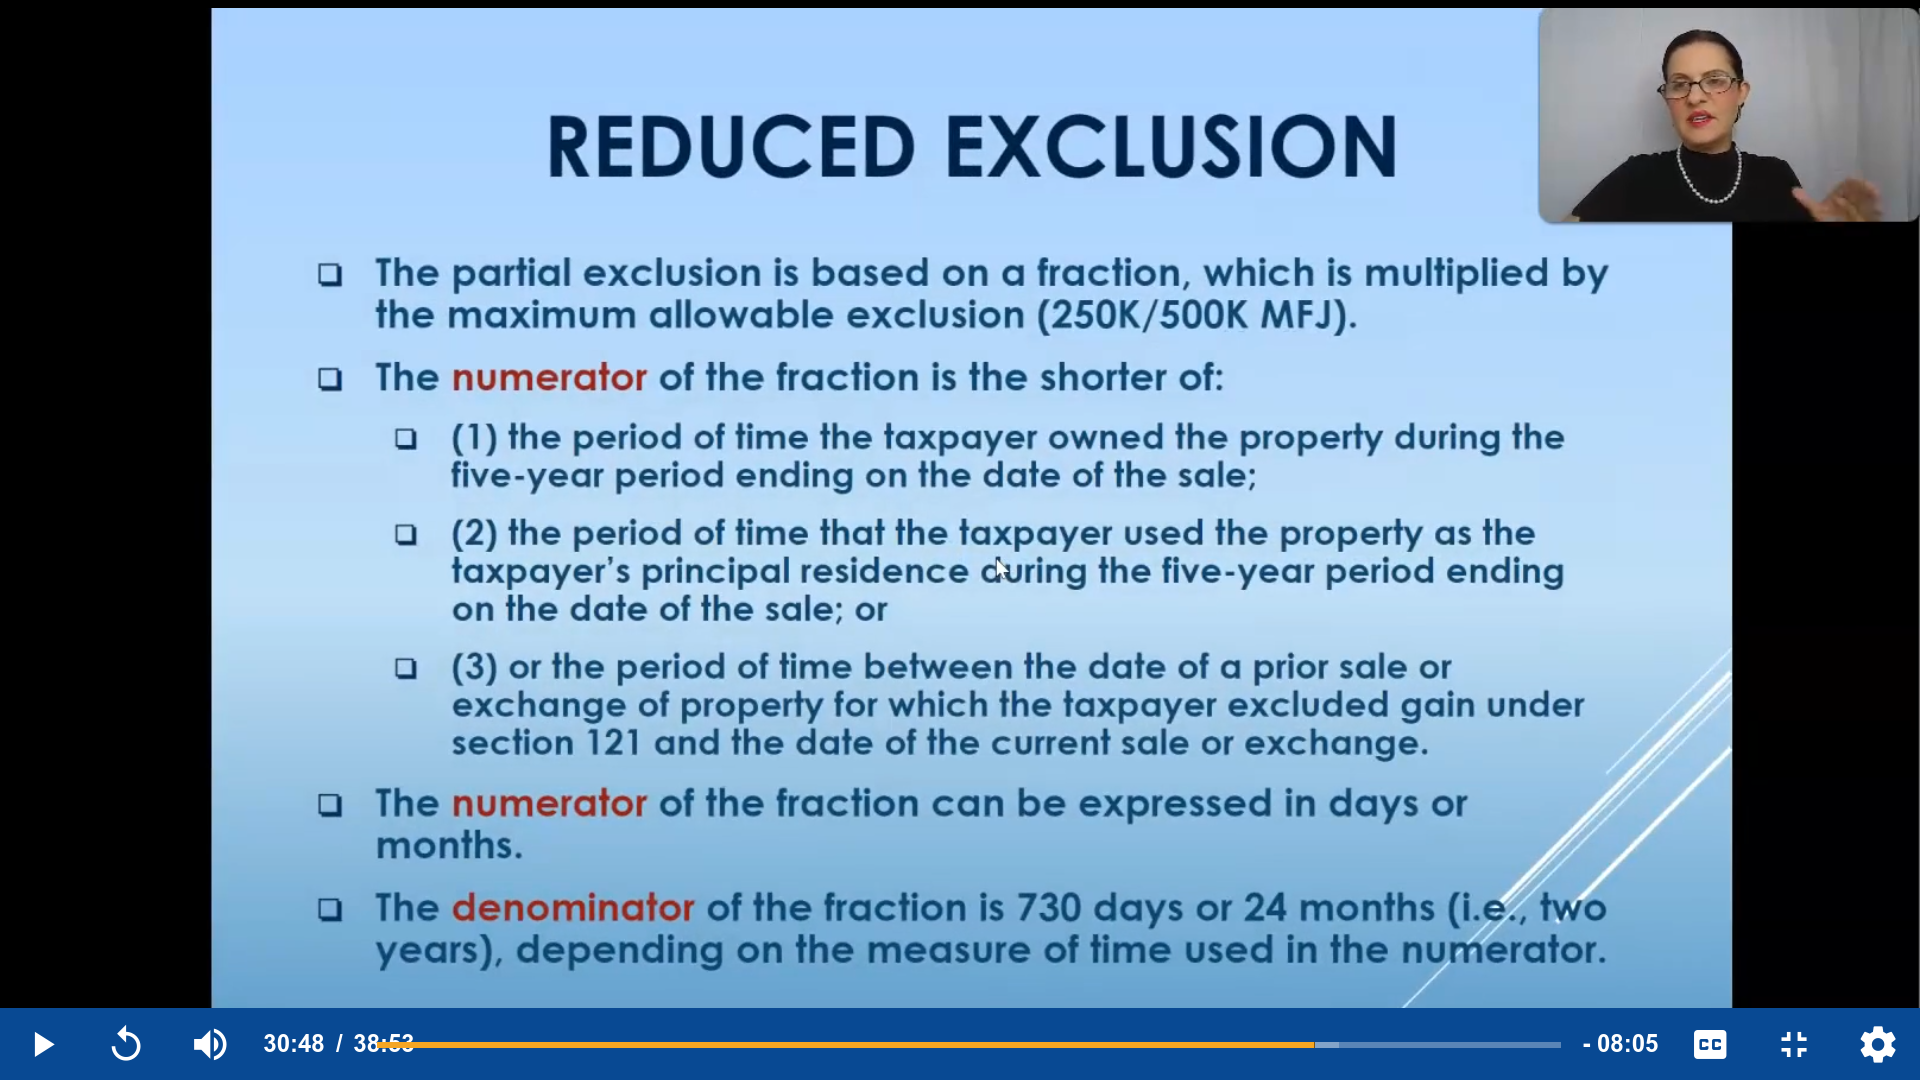 REDUCED EXCLUSION
The partial exclusion is based on a fraction, which is multiplied by
the maximum allowable exclusion (250K/500K MFJ).
The numerator of the fraction is the shorter of:
(1) the period of time the taxpayer owned the property during the
five-year period ending on the date of the sale;
(2) the period of time that the taxpayer used the property as the
taxpayer’s principal residence during the five-year period ending
on the date of the sale; or
(3) or the period of time between the date of a prior sale or
exchange of property for which the taxpayer excluded gain under
section 121 and the date of the current sale or exchange.
The numerator of the fraction can be expressed in days or
months.
The denominator of the fraction is 730 days or 24 months (i.e., two
years), depending on the measure of time used in the numerator.
30:48 / 38:53 - 08:05 CC